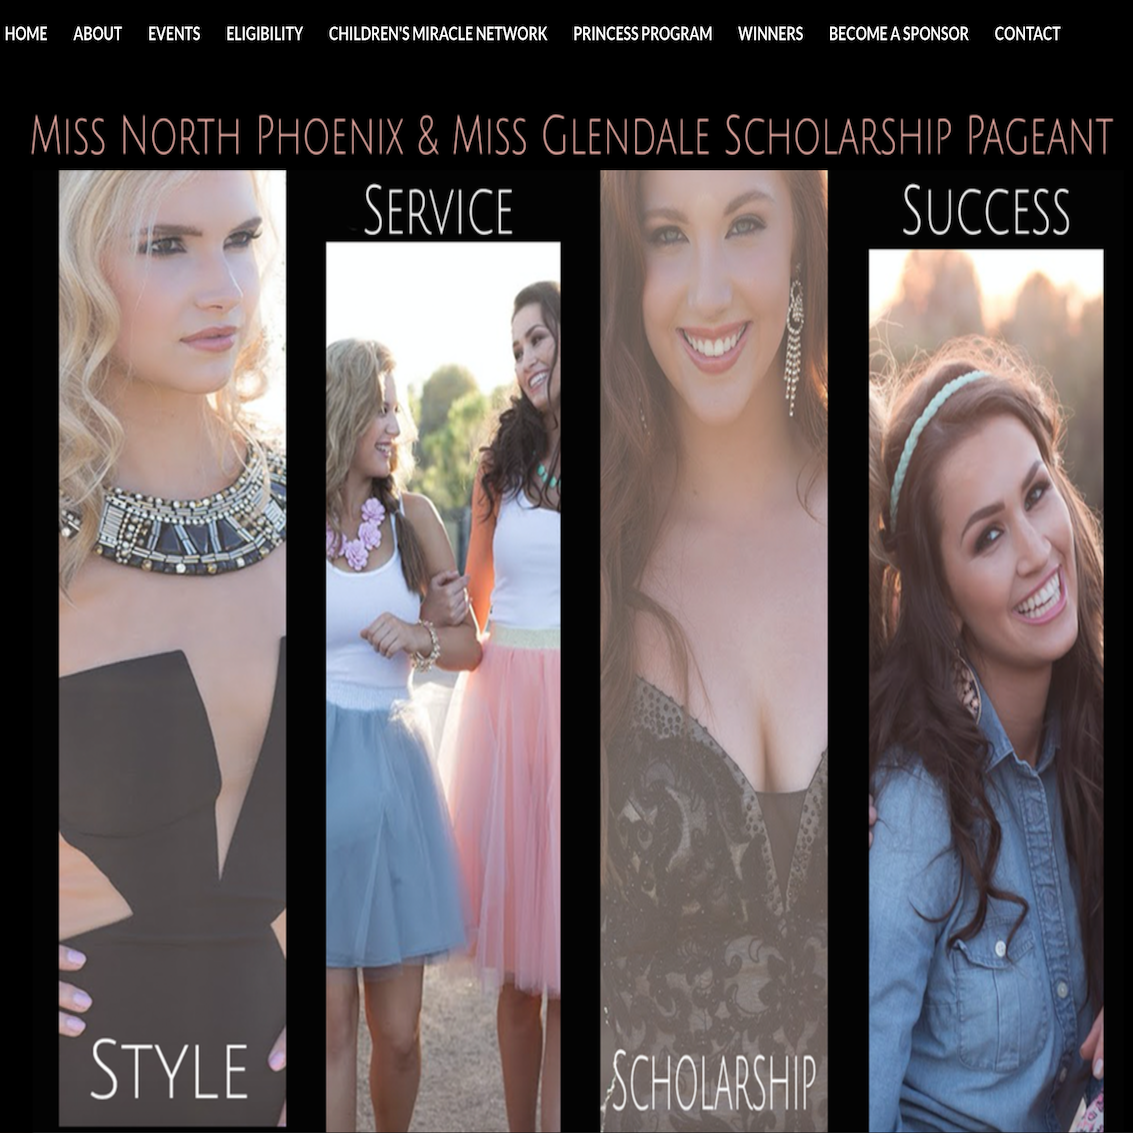 HOME ABOUT EVENTS ELIGIBILITY CHILDREN'S MIRACLE NETWORK PRINCESS PROGRAM WINNERS BECOME A SPONSOR CONTACT
MISS NORTH PHOENIX & MISS GLENDALE SCHOLARSHIP PAGEANT
SERVICE
SUCCESS
STYLE
SCHOLARSHIP